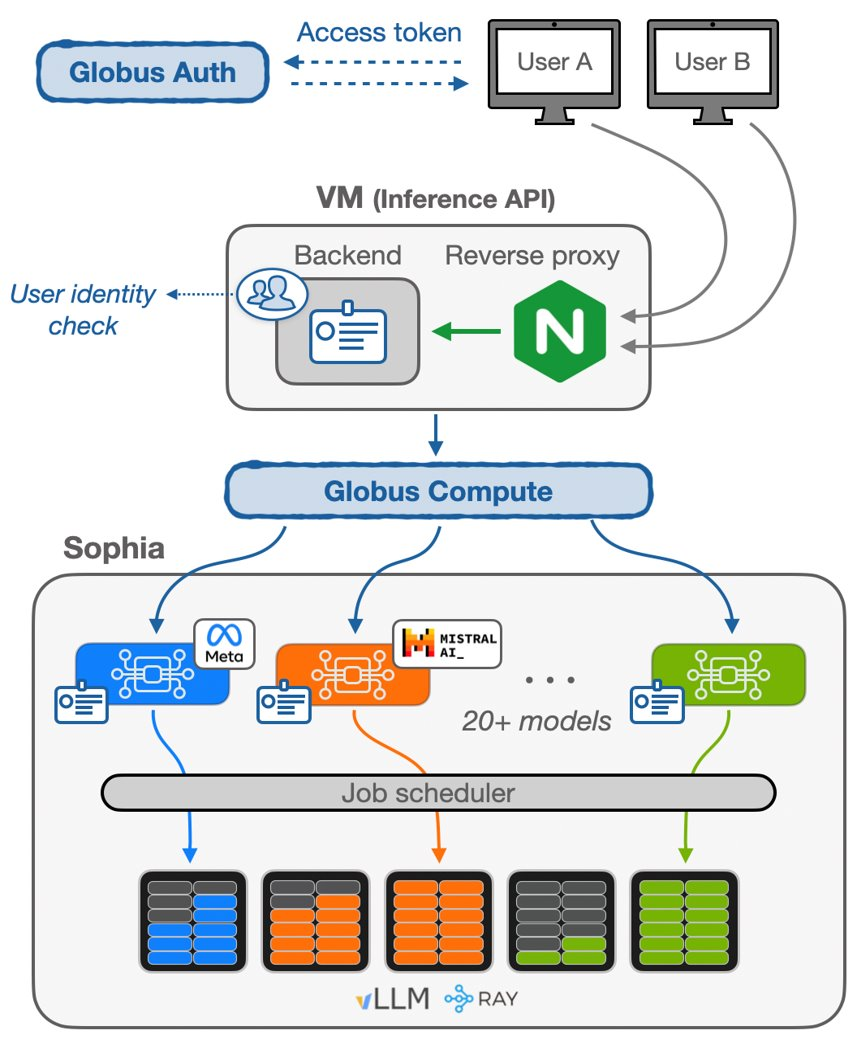 Access token
Globus Auth
User A
User B
VM (Inference API)
Backend
Reverse proxy
User identity
check
N
Globus Compute
Sophia
Meta
MISTRAL
AI_
. . .
20+ models
Job scheduler
vLLM
RAY